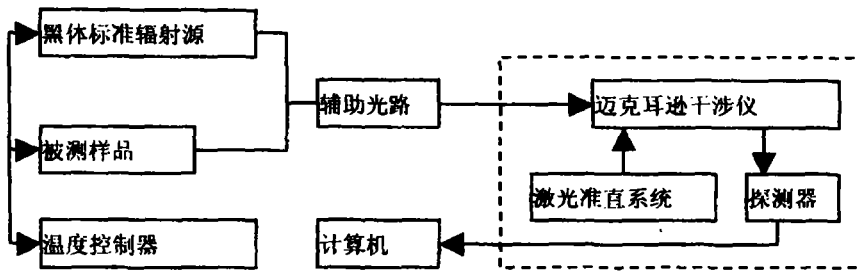 黑体标准辐射源
辅助光路
迈克耳逊干涉仪
被测样品
激光准直系统
探测器
温度控制器
计算机